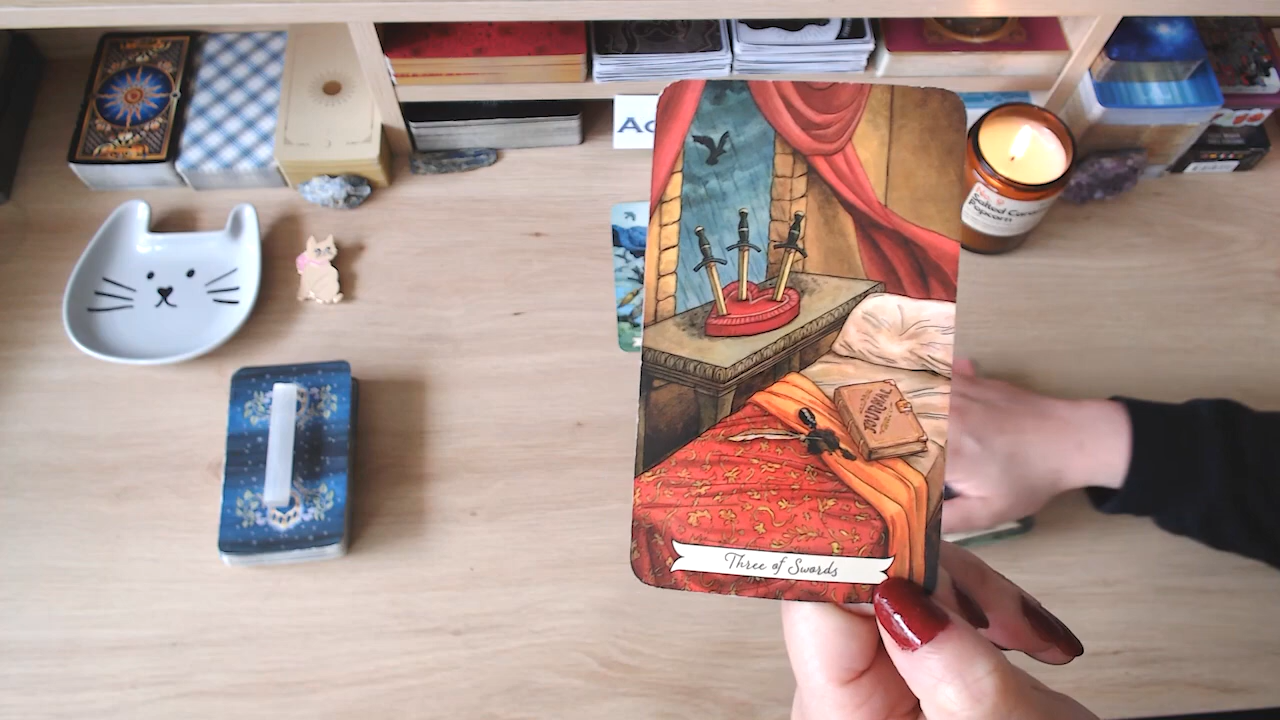 Ac
Salted Caramel
Popcorn
JOURNAL
Three of Swords